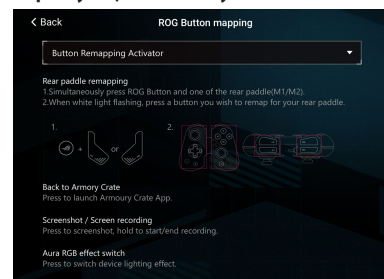 Back
ROG Button mapping
Button Remapping Activator
Rear paddle remapping
1.Simultaneously press ROG Button and one of the rear paddle(M1/M2).
2.When white light flashing, press a button you wish to remap for your rear paddle.
1.
2.
+
or
Back to Armory Crate
Press to launch Armoury Crate App.
Screenshot / Screen recording
Press to screenshot, hold to start/end recording.
Aura RGB effect switch
Press to switch device lighting effect.